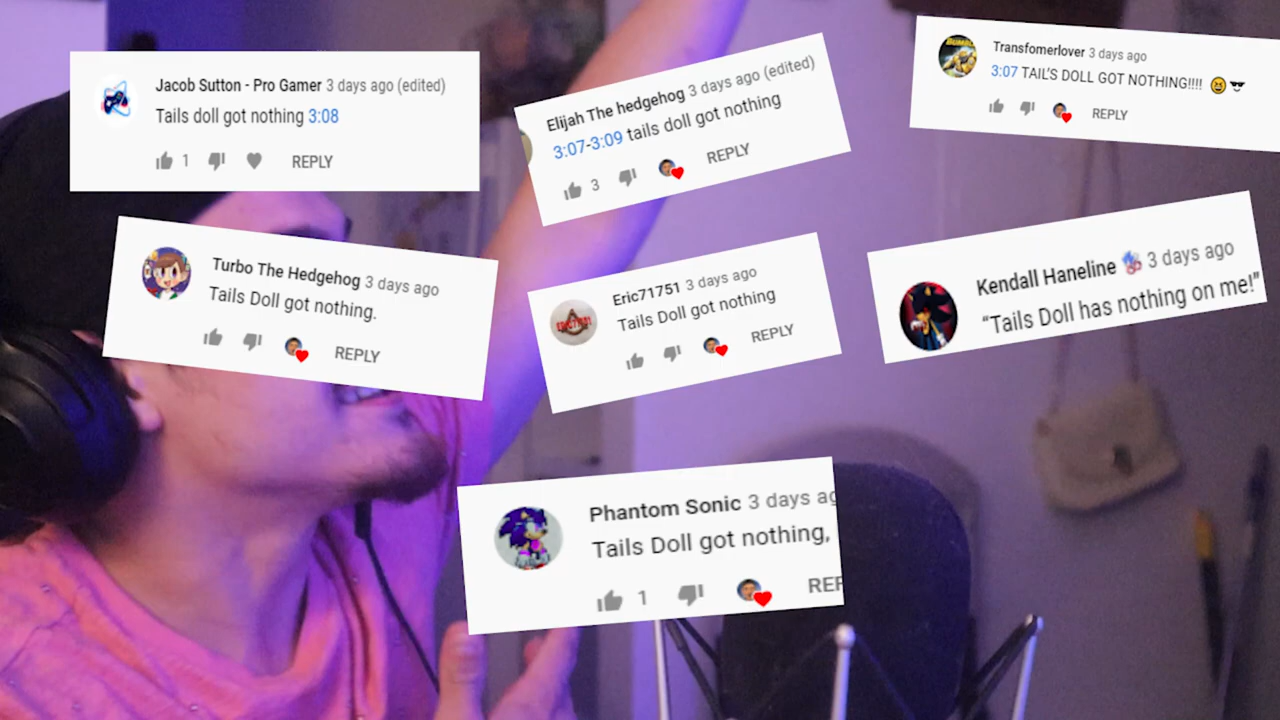 Jacob Sutton - Pro Gamer 3 days ago (edited)
Tails doll got nothing 3:08
1 REPLY
Elijah The hedgehog 3 days ago (edited)
3:07-3:09 tails doll got nothing
3 REPLY
Transfomerlover 3 days ago
3:07 TAIL'S DOLL GOT NOTHING!!!! 😆🕶
REPLY
Turbo The Hedgehog 3 days ago
Tails Doll got nothing.
REPLY
Eric71751 3 days ago
Tails Doll got nothing
REPLY
Kendall Haneline 3 days ago
“Tails Doll has nothing on me!”
Phantom Sonic 3 days ag
Tails Doll got nothing,
1 REF